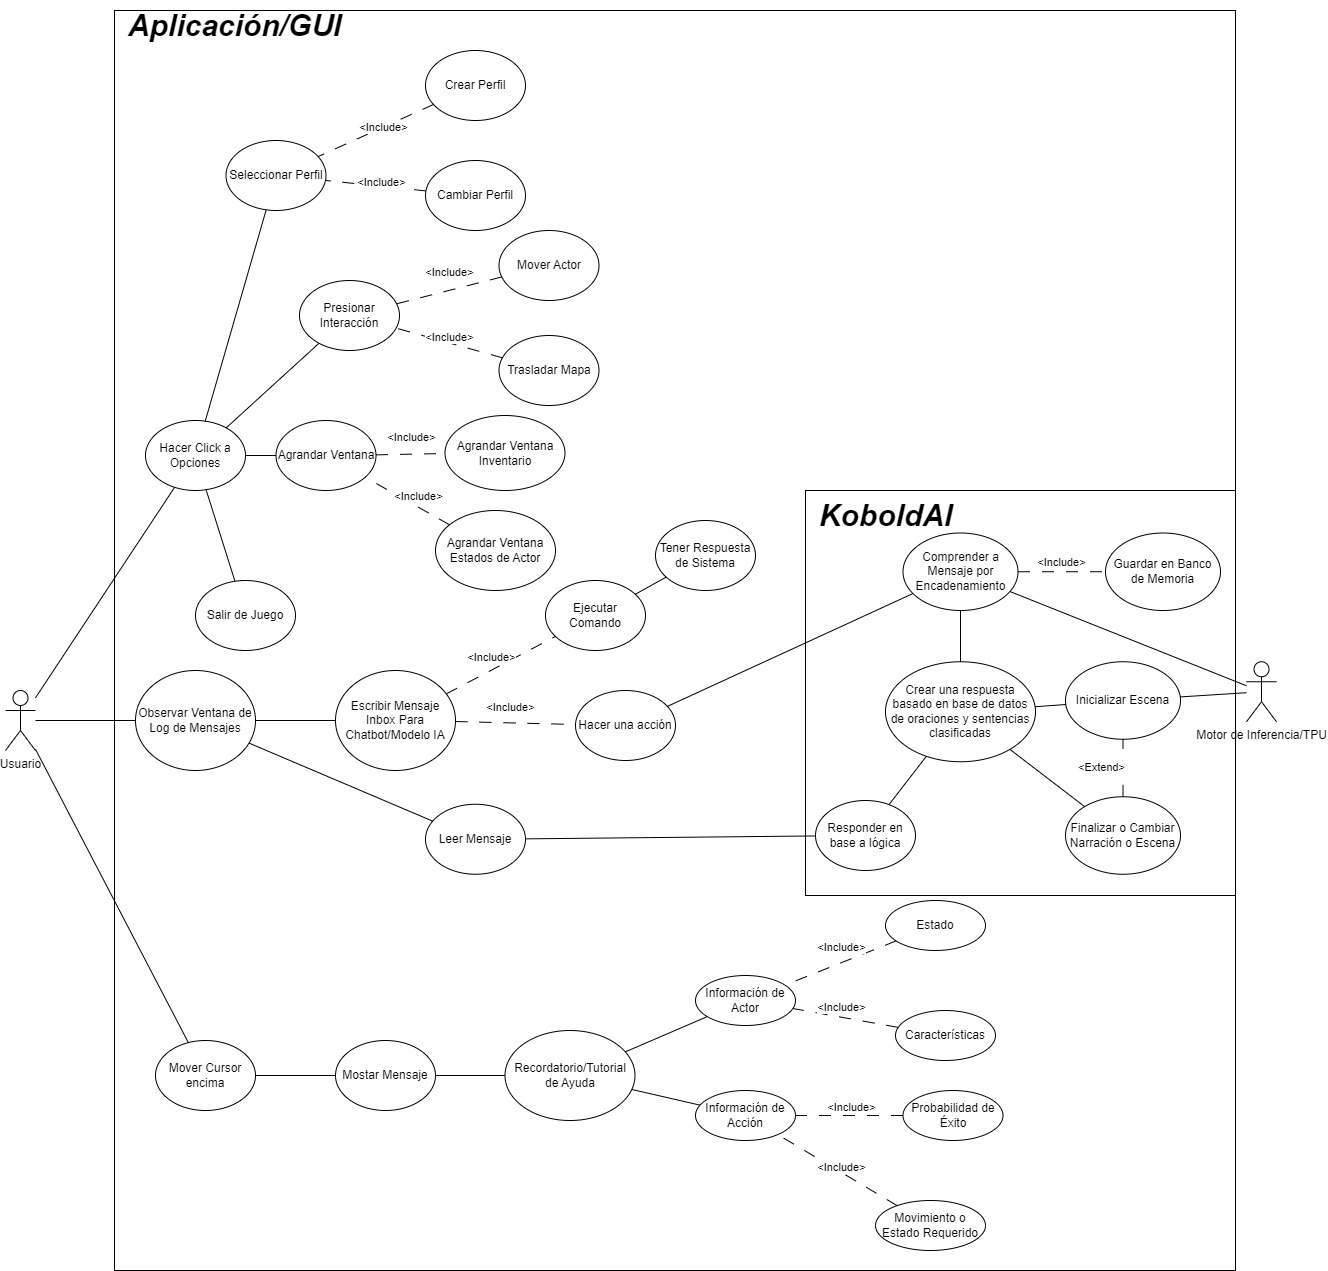 Aplicación/GUI
Crear Perfil
<Include>
Seleccionar Perfil
<Include>
Cambiar Perfil
Mover Actor
<Include>
Presionar
Interacción
<Include>
Trasladar Mapa
Hacer Click a
Opciones
Agrandar Ventana
<Include>
Agrandar Ventana
Inventario
<Include>
Agrandar Ventana
Estados de Actor
Salir de Juego
KoboldAI
Tener Respuesta
de Sistema
Comprender a
Mensaje por
Encadenamiento
<Include>
Guardar en Banco
de Memoria
Ejecutar
Comando
<Include>
Usuario
Observar Ventana de
Log de Mensajes
Escribir Mensaje
Inbox Para
Chatbot/Modelo IA
<Include>
Hacer una acción
Crear una respuesta
basado en base de datos
de oraciones y sentencias
clasificadas
Inicializar Escena
Motor de Inferencia/TPU
<Extend>
Leer Mensaje
Responder en
base a lógica
Finalizar o Cambiar
Narración o Escena
Estado
<Include>
Información de
Actor
<Include>
Características
Mover Cursor
encima
Mostar Mensaje
Recordatorio/Tutorial
de Ayuda
Información de
Acción
<Include>
Probabilidad de
Éxito
<Include>
Movimiento o
Estado Requerido